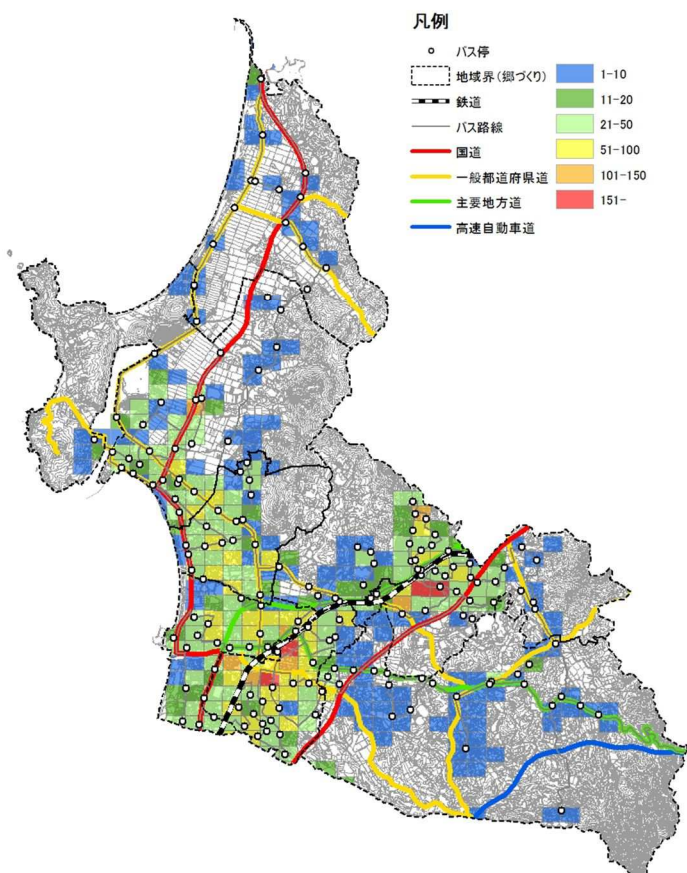 凡例
バス停
地域界(郷づくり)
鉄道
バス路線
国道
一般都道府県道
主要地方道
高速自動車道
1-10
11-20
21-50
51-100
101-150
151-